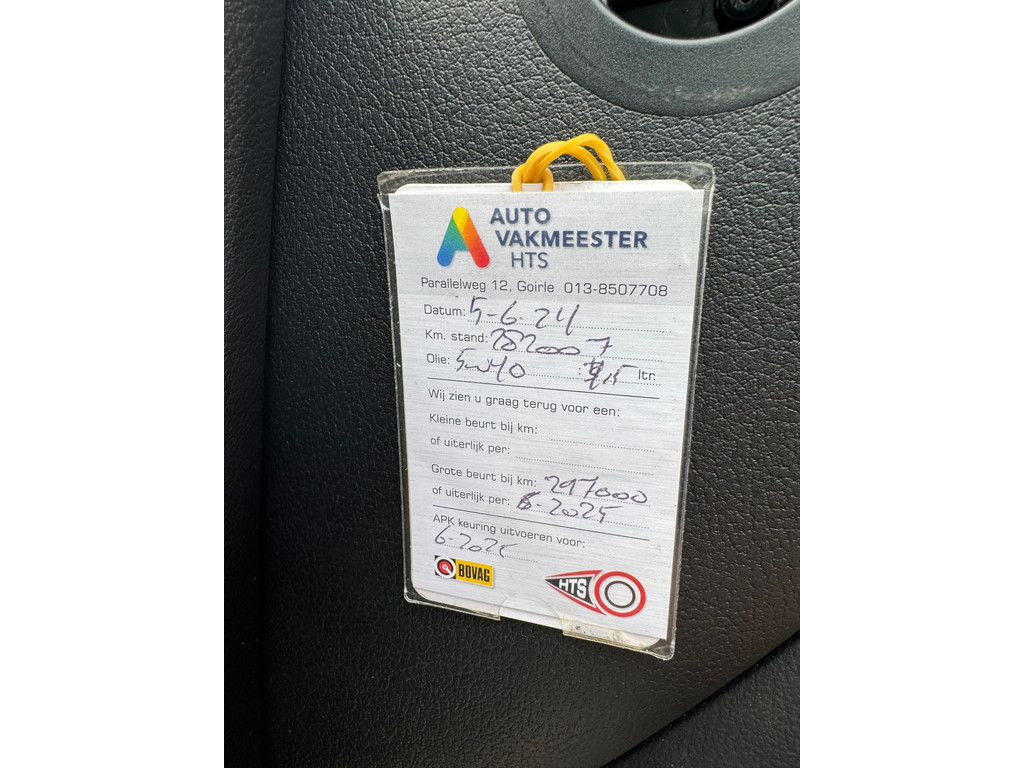 AUTO
VAKMEESTER
HTS
Parallelweg 12, Goirle 013-8507708
Datum: 5-6-24
Km. stand: 282007
Olie: 5w40 : 4,5 ltr.
Wij zien u graag terug voor een:
Kleine beurt bij km:
of uiterlijk per:
Grote beurt bij km: 297000
of uiterlijk per: 6-2025
APK keuring uitvoeren voor:
6-2025
BOVAG
HTS